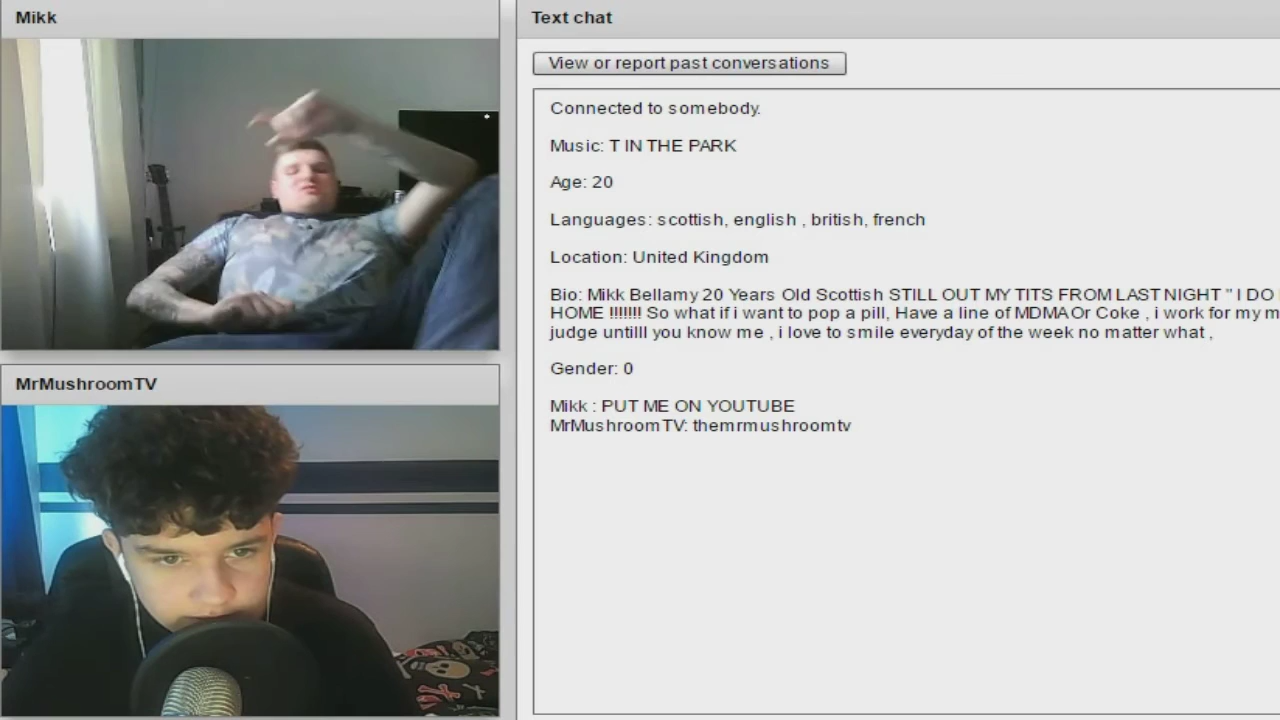 Mikk
Text chat
View or report past conversations
Connected to somebody.
Music: T IN THE PARK
Age: 20
Languages: scottish, english , british, french
Location: United Kingdom
Bio: Mikk Bellamy 20 Years Old Scottish STILL OUT MY TITS FROM LAST NIGHT " I DO
HOME !!!!!!! So what if i want to pop a pill, Have a line of MDMA Or Coke , i work for my m
judge untilll you know me , i love to smile everyday of the week no matter what ,
Gender: 0
Mikk : PUT ME ON YOUTUBE
MrMushroomTV: themrmushroomtv
MrMushroomTV